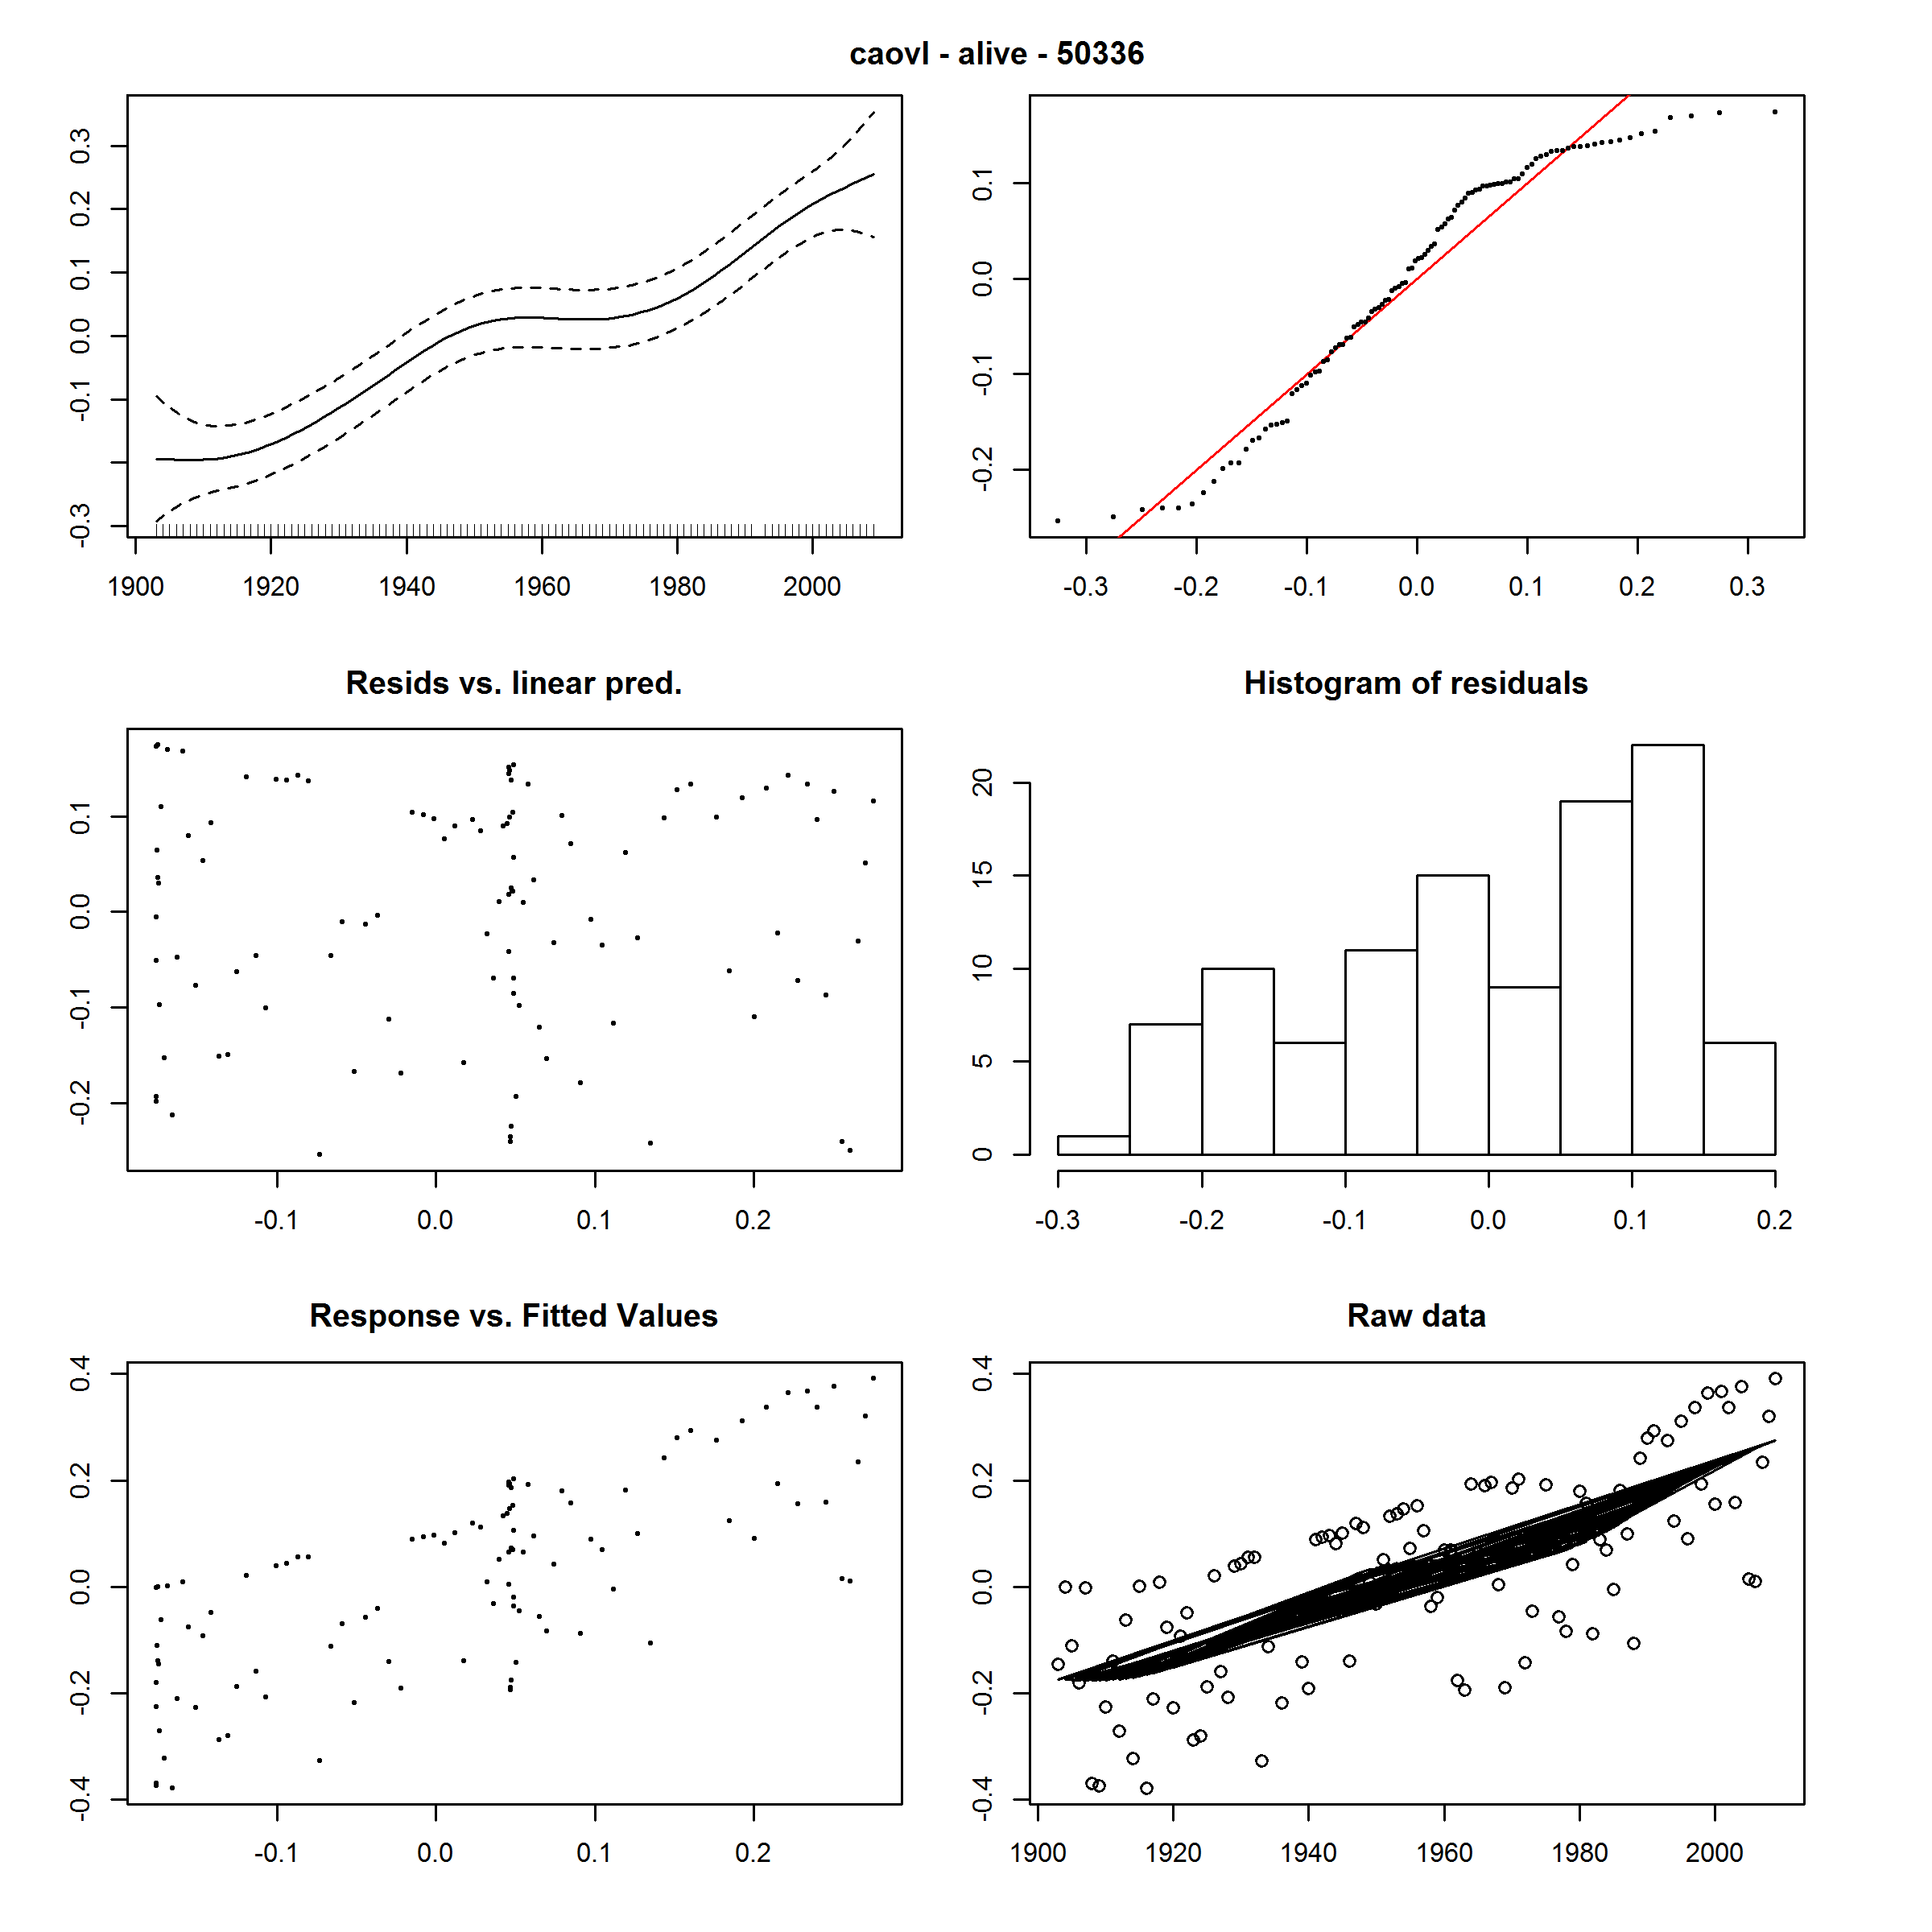 caovl - alive - 50336
0.3
0.2
0.1
0.0
-0.1
-0.3
1900 1920 1940 1960 1980 2000
0.1
0.0
-0.1
-0.2
-0.3 -0.2 -0.1 0.0 0.1 0.2 0.3
Resids vs. linear pred.
0.1
0.0
-0.1
-0.2
-0.1 0.0 0.1 0.2
Histogram of residuals
20
15
10
5
0
-0.3 -0.2 -0.1 0.0 0.1 0.2
Response vs. Fitted Values
0.4
0.2
0.0
-0.2
-0.4
-0.1 0.0 0.1 0.2
Raw data
0.4
0.2
0.0
-0.2
-0.4
1900 1920 1940 1960 1980 2000